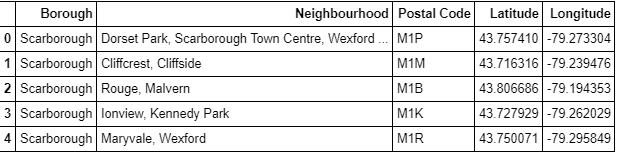 Borough Neighbourhood Postal Code Latitude Longitude
0 Scarborough Dorset Park, Scarborough Town Centre, Wexford ... M1P 43.757410 -79.273304
1 Scarborough Cliffcrest, Cliffside M1M 43.716316 -79.239476
2 Scarborough Rouge, Malvern M1B 43.806686 -79.194353
3 Scarborough Ionview, Kennedy Park M1K 43.727929 -79.262029
4 Scarborough Maryvale, Wexford M1R 43.750071 -79.295849